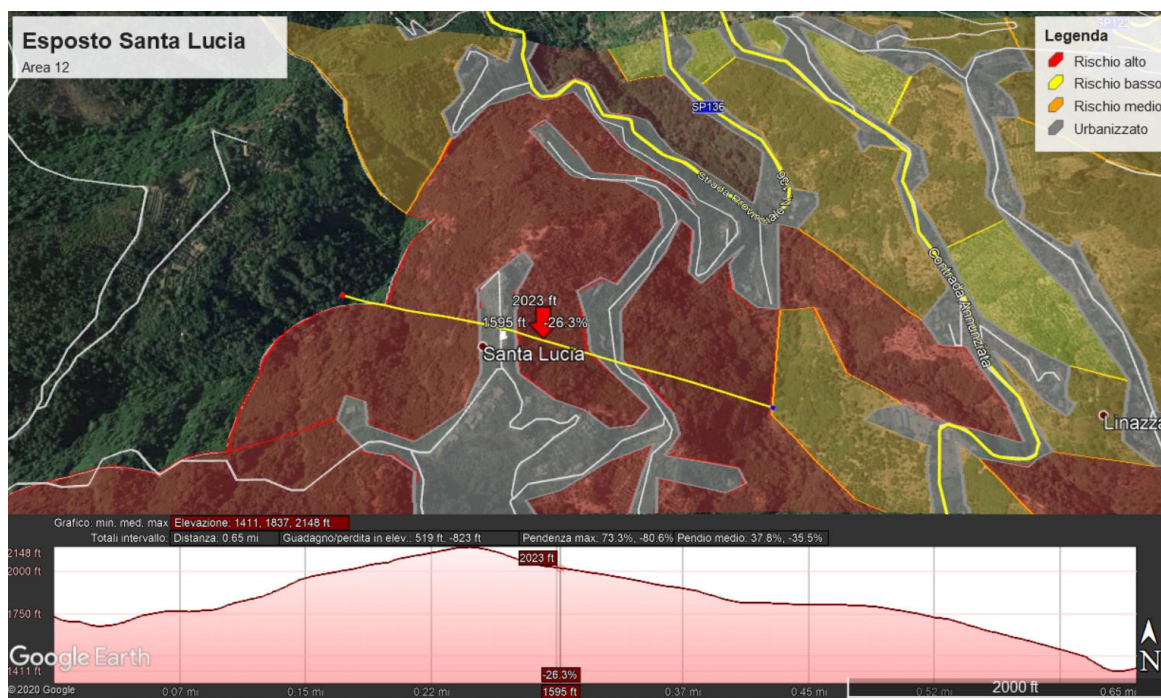 Esposto Santa Lucia
Area 12
Legenda
Rischio alto
Rischio basso
Rischio medio
Urbanizzato
SP122
SP136
Strada Provinciale N 136
Contrada Annunziata
2023 ft
1595 ft -26.3%
Santa Lucia
Linazza
Grafico: min. med. max Elevazione: 1411, 1837, 2148 ft
Totali intervallo: Distanza: 0.65 mi Guadagno/perdita in elev.: 519 ft, -823 ft Pendenza max: 73.3%, -80.6% Pendio medio: 37.8%, -35.5%
2148 ft
2023 ft
2000 ft
1750 ft
1411 ft
Google Earth
N
-26.3%
© 2020 Google 0.07 mi 0.15 mi 0.22 mi 1595 ft 0.37 mi 0.45 mi 0.52 mi 0.65 mi
2000 ft